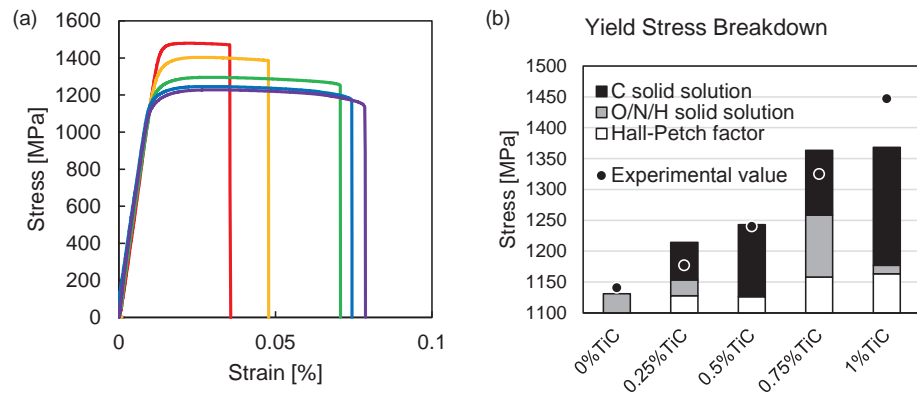 (a)
1600
1400
1200
1000
800
600
400
200
0
Stress [MPa]
0
0.05
0.1
Strain [%]
(b)
Yield Stress Breakdown
1500
1450
1400
1350
1300
1250
1200
1150
1100
Stress [MPa]
C solid solution
O/N/H solid solution
Hall-Petch factor
Experimental value
0%TiC
0.25%TiC
0.5%TiC
0.75%TiC
1%TiC